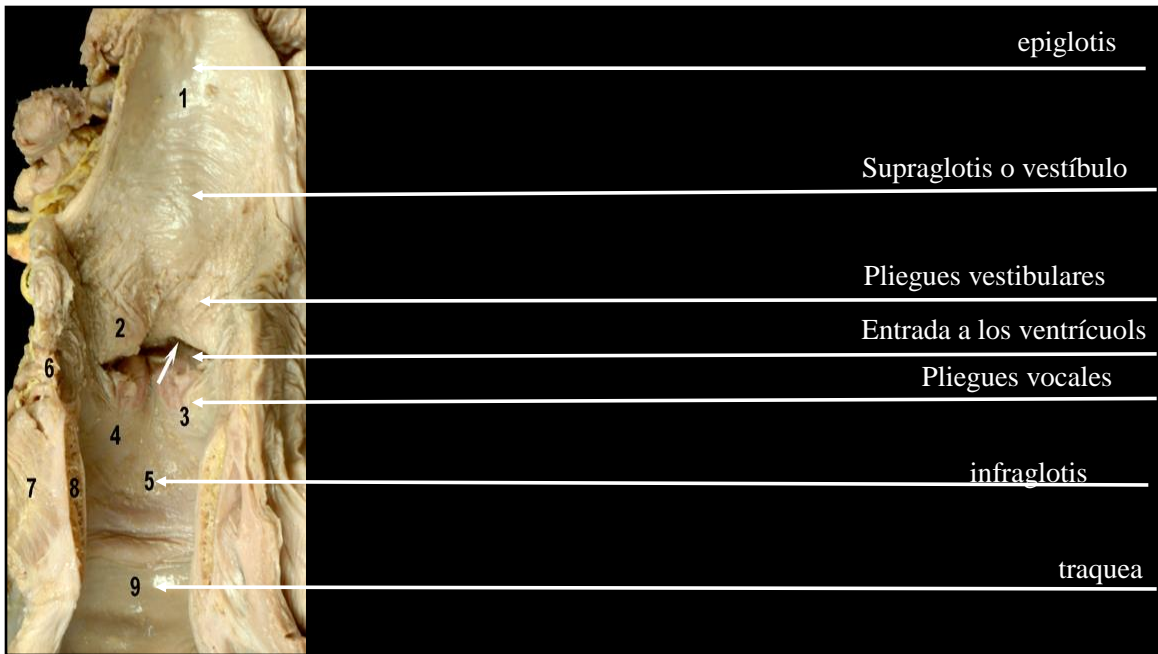 epiglotis
1
Supraglotis o vestíbulo
Pliegues vestibulares
2
Entrada a los ventrícuols
6
Pliegues vocales
3
4
infraglotis
5
7
8
traquea
9